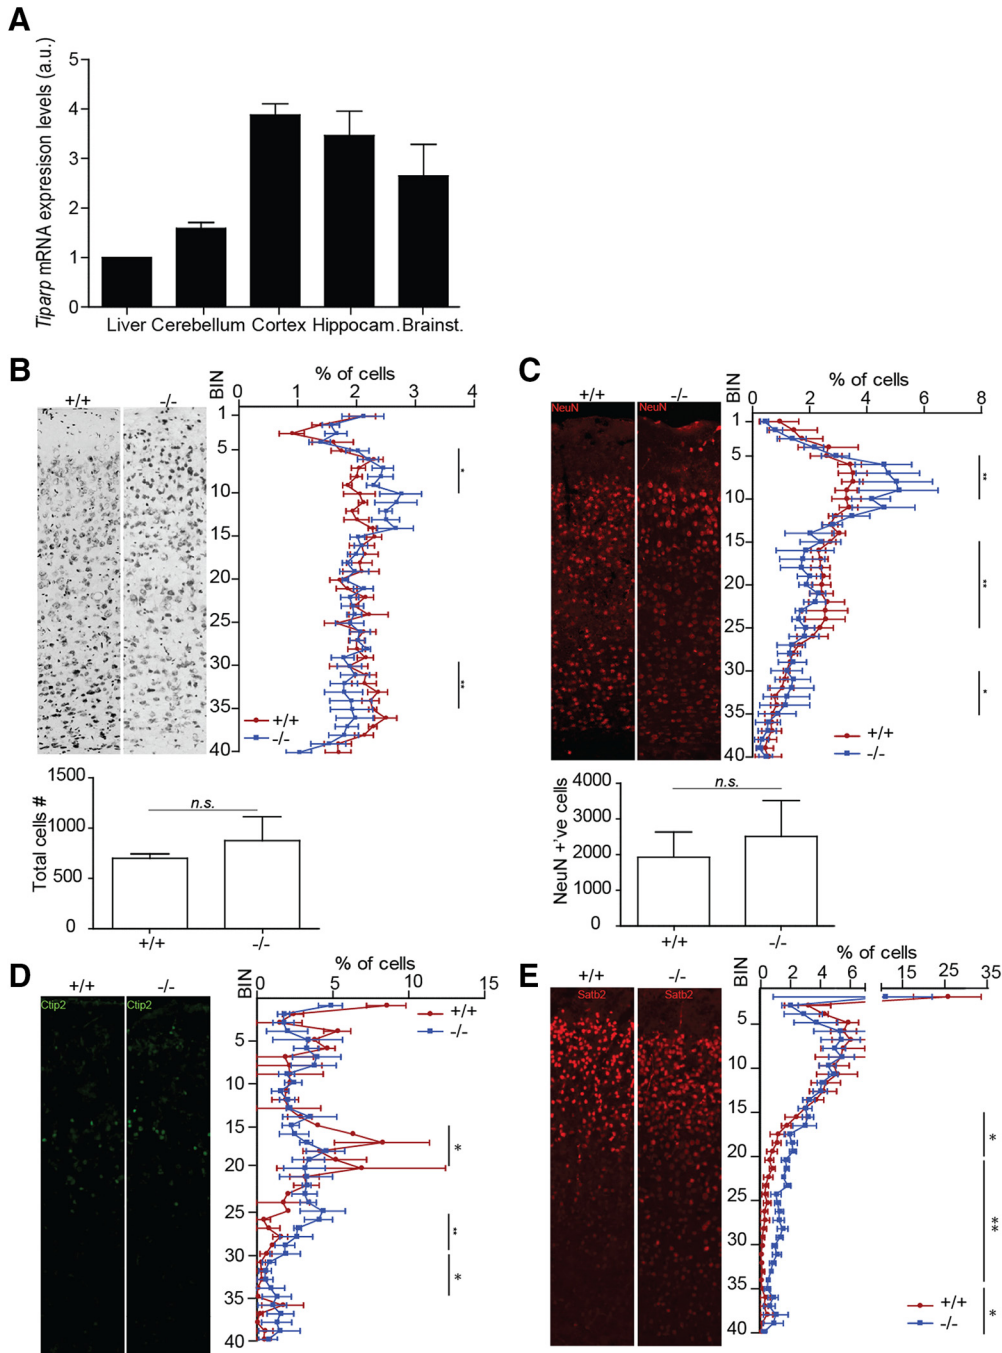 A
Tiparp mRNA expresison levels (a.u.)
5
4
3
2
1
0
Liver Cerebellum Cortex Hippocam. Brainst.
B
+/+ -/-
BIN
% of cells
0 1 2 3 4
1
5
10
15
20
25
30
35
40
*
**
+/+
-/-
Total cells #
1500
1000
500
0
n.s.
+/+ -/-
C
+/+ -/-
NeuN NeuN
BIN
% of cells
0 2 4 6 8
1
5
10
15
20
25
30
35
40
**
**
*
+/+
-/-
NeuN +'ve cells
4000
3000
2000
1000
0
n.s.
+/+ -/-
D
+/+ -/-
Ctip2 Ctip2
BIN
% of cells
0 5 10 15
5
10
15
20
25
30
35
40
+/+
-/-
*
**
*
E
+/+ -/-
Satb2 Satb2
BIN
% of cells
0 2 4 6 15 25 35
5
10
15
20
25
30
35
40
*
**
*
+/+
-/-